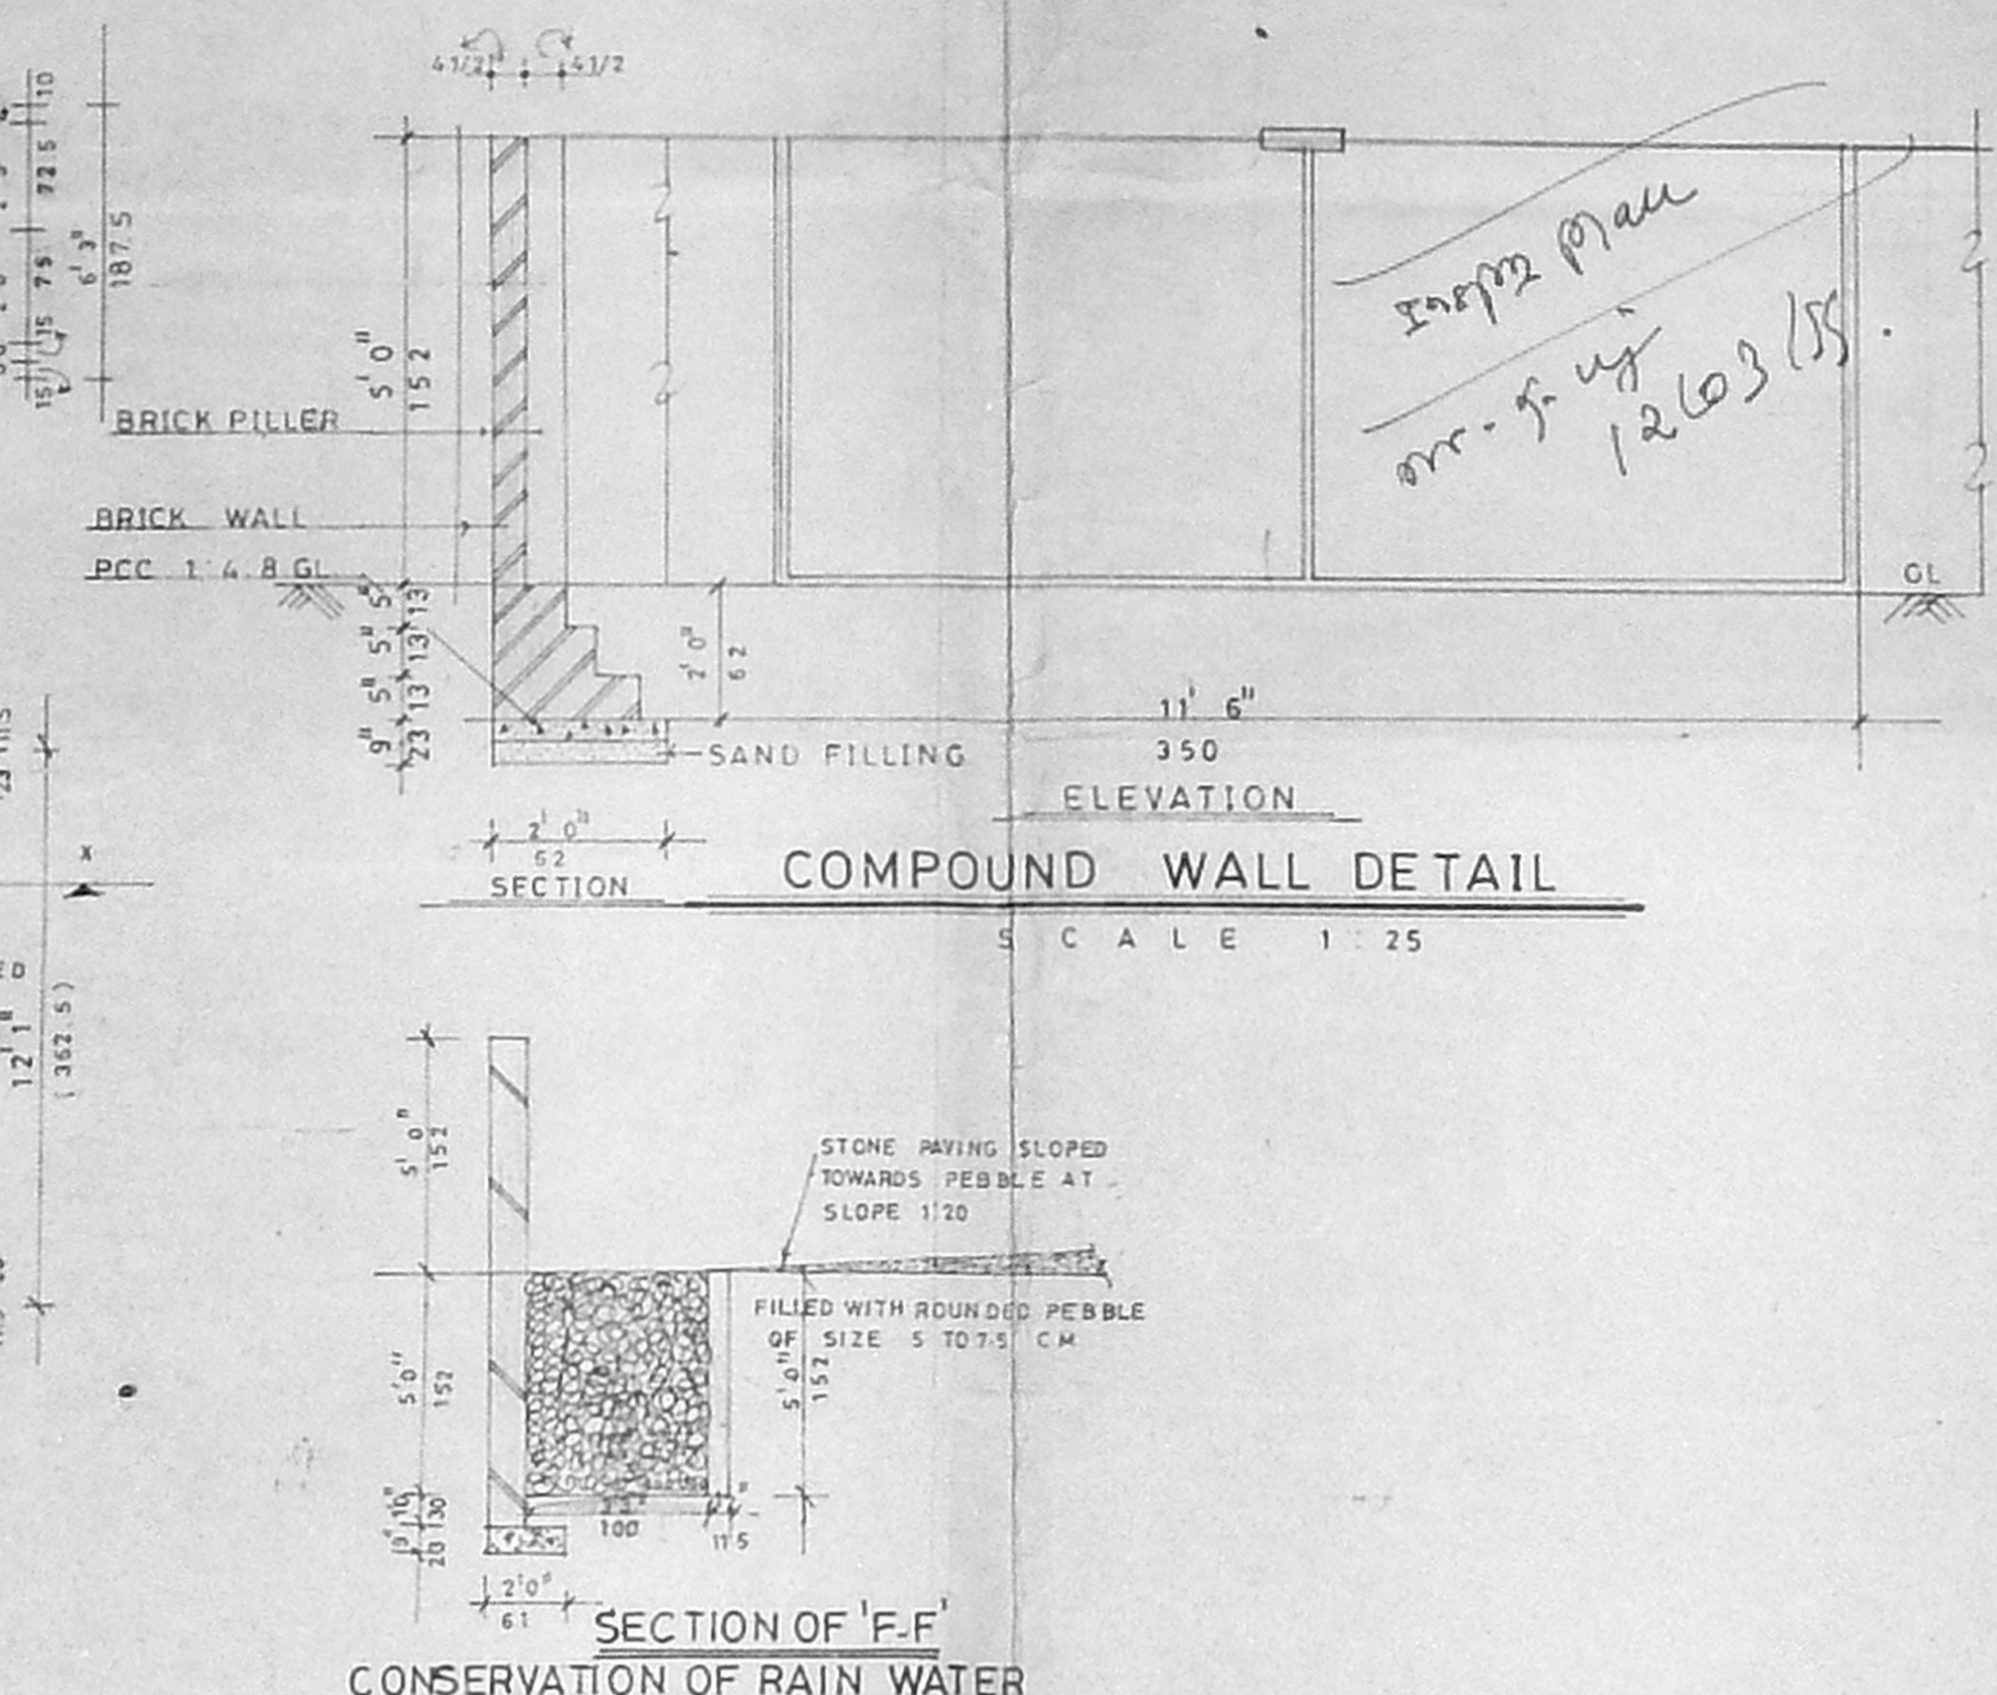 4 1/2" 4 1/2
10
72.5
75
15
15
6' 3"
187.5
5' 0"
152
BRICK PILLER
BRICK WALL
PCC 1:4:8 GL
GL
5" 13
5" 13
5" 13
9" 23
2' 0"
62
SAND FILLING
11' 6"
350
ELEVATION
2' 0"
62
SECTION
COMPOUND WALL DETAIL
SCALE 1:25
X
12' 1"
(362.5)
5' 0"
152
STONE PAVING SLOPED
TOWARDS PEBBLE AT
SLOPE 1:20
FILLED WITH ROUNDED PEBBLE
OF SIZE 5 TO 7.5 CM
5' 0"
152
5'0"
152
100
11.5
2'0"
61
SECTION OF 'F-F'
CONSERVATION OF RAIN WATER